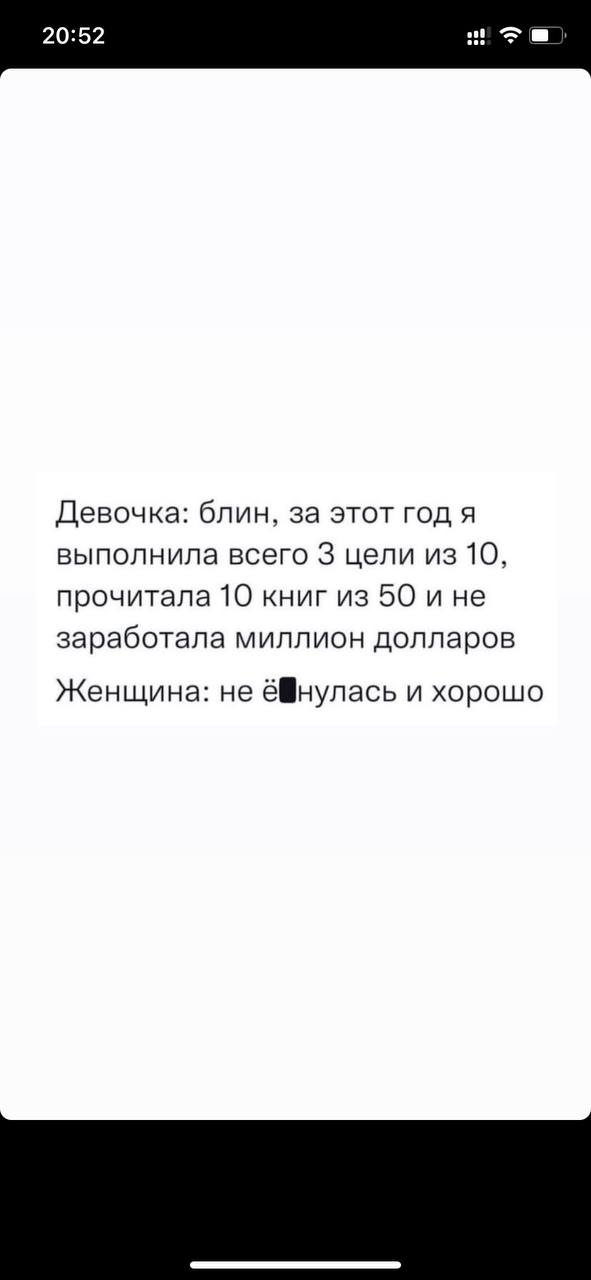 20:52
Девочка: блин, за этот год я
выполнила всего 3 цели из 10,
прочитала 10 книг из 50 и не
заработала миллион долларов
Женщина: не ё█нулась и хорошо